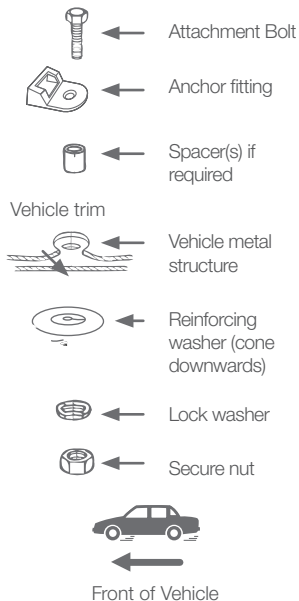 Attachment Bolt
Anchor fitting
Spacer(s) if
required
Vehicle trim
Vehicle metal
structure
Reinforcing
washer (cone
downwards)
Lock washer
Secure nut
Front of Vehicle